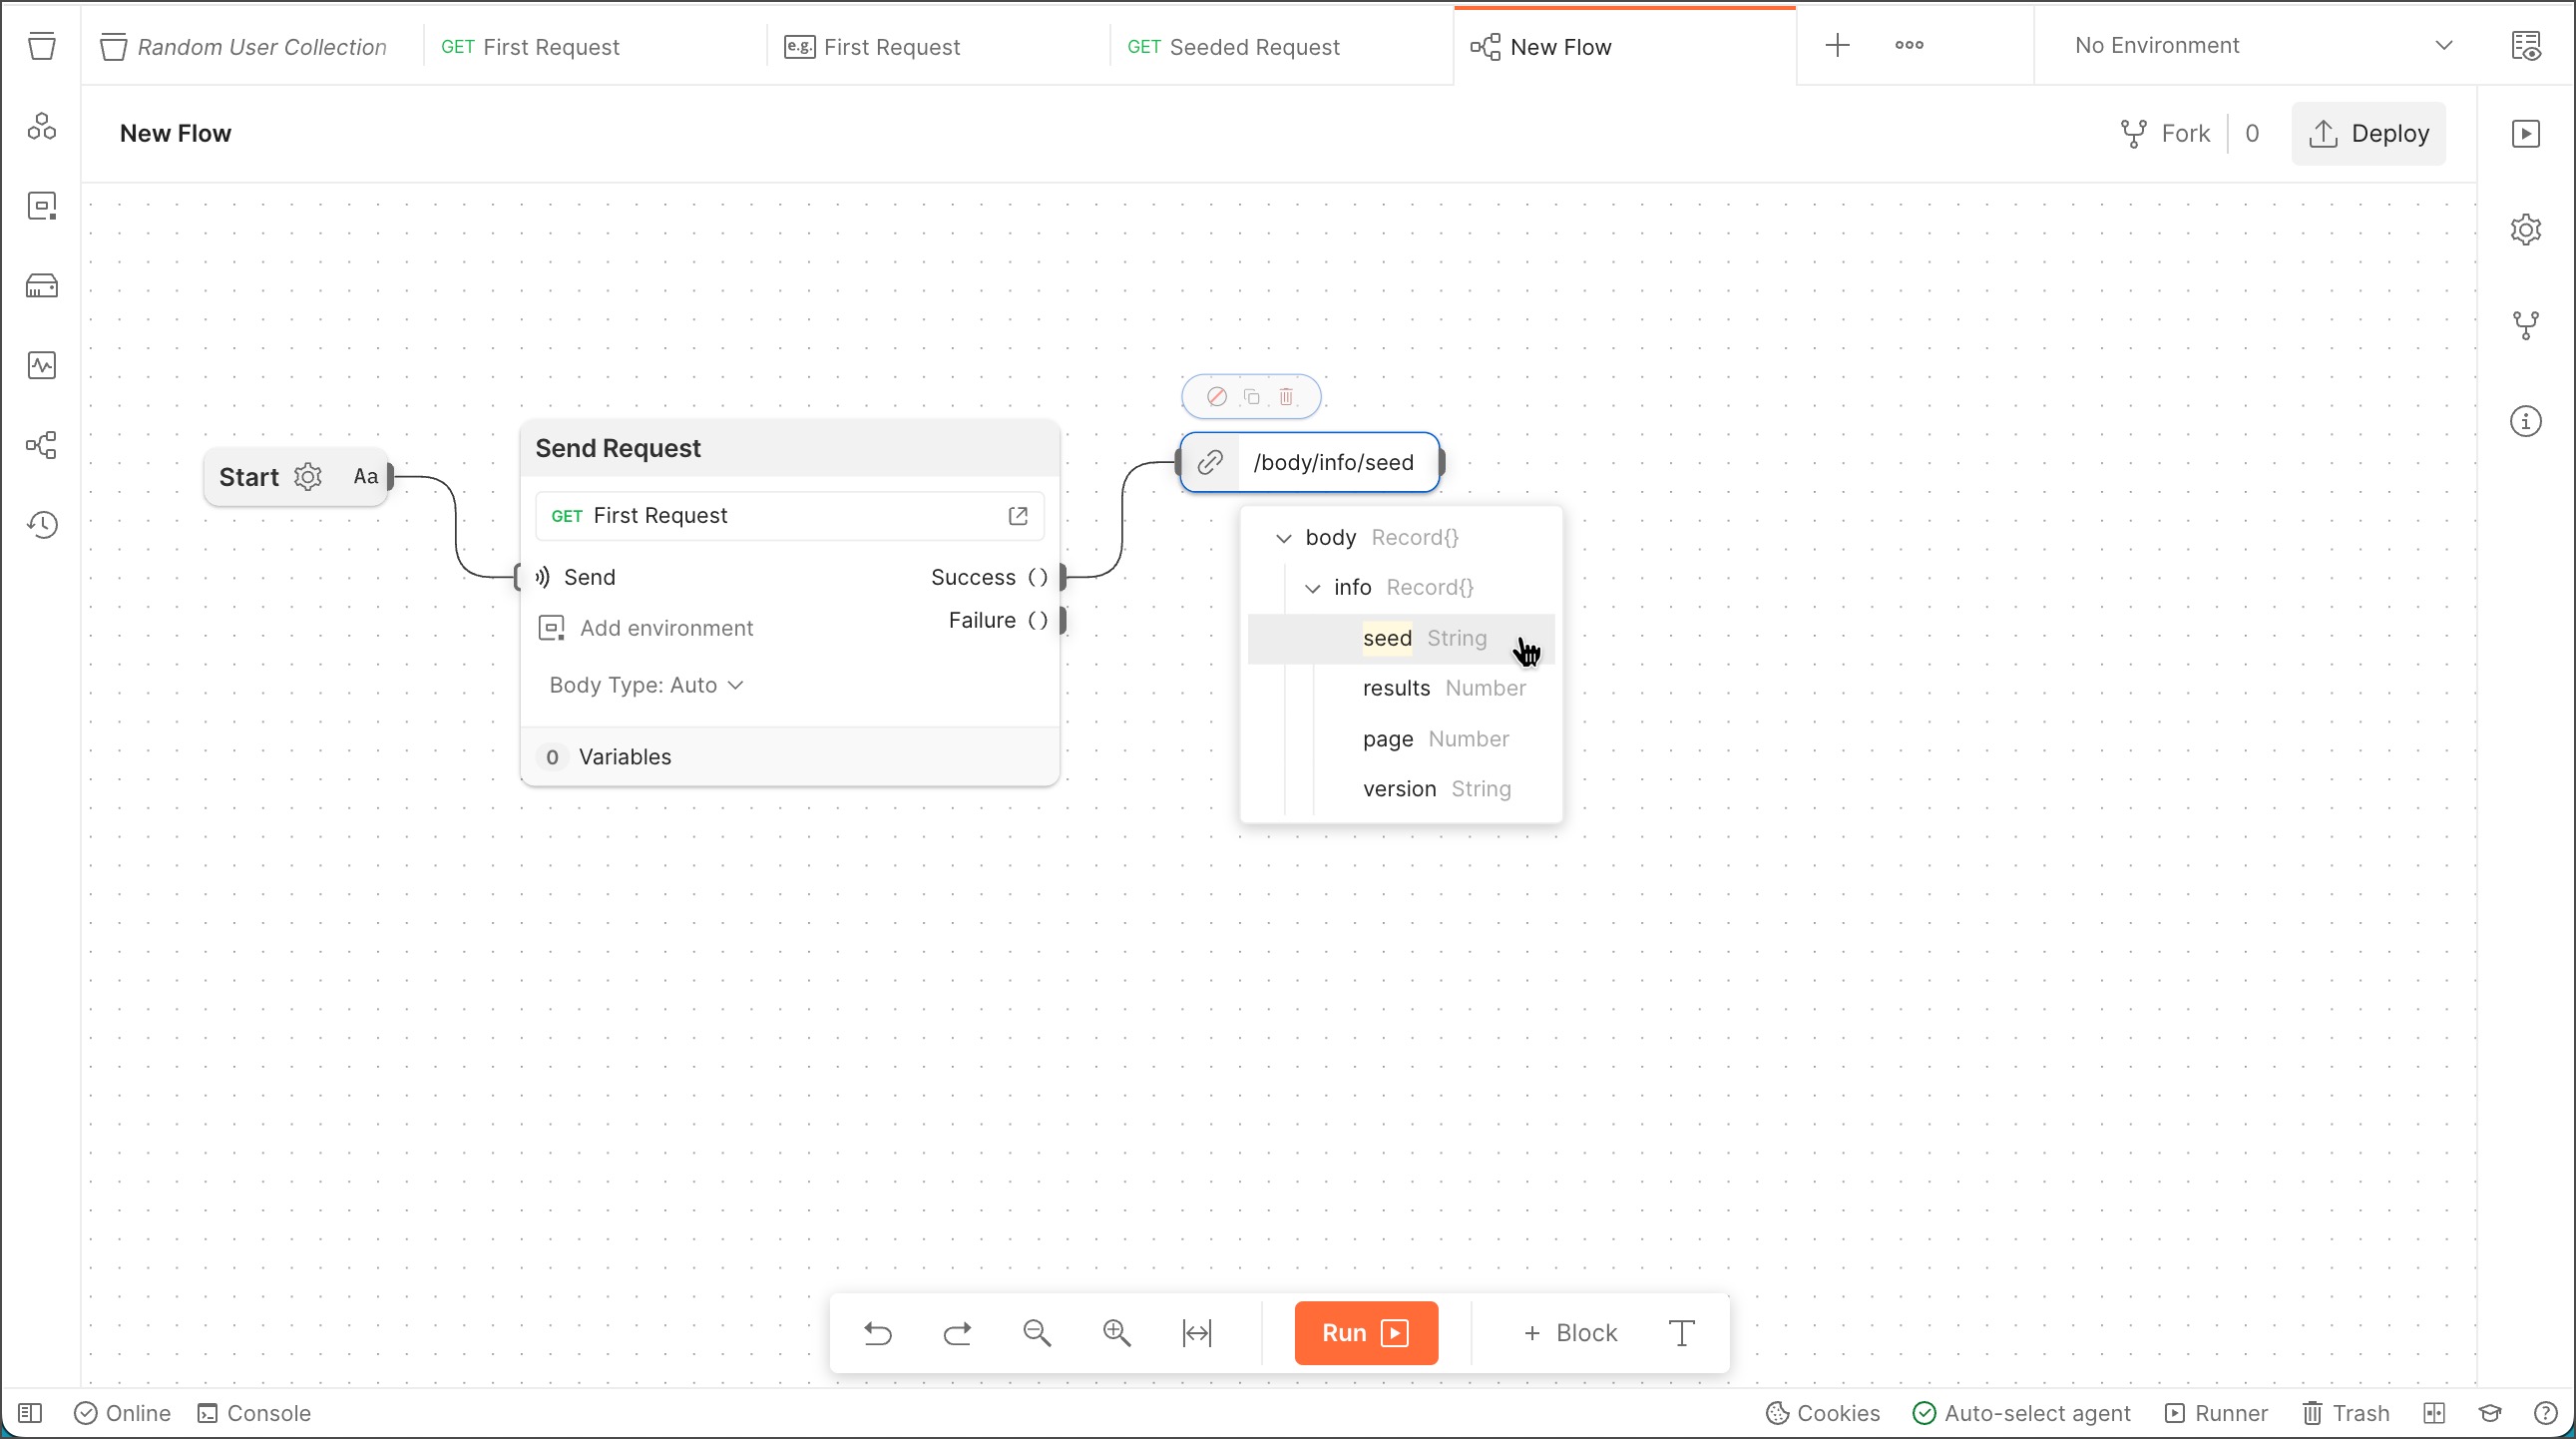 Random User Collection
GET First Request
e.g. First Request
GET Seeded Request
New Flow
No Environment
New Flow
Fork 0
Deploy
Start Aa
Send Request
GET First Request
Send
Success ()
Failure ()
Add environment
Body Type: Auto
0 Variables
/body/info/seed
body Record{}
info Record{}
seed String
results Number
page Number
version String
Run
+ Block
T
Online
Console
Cookies
Auto-select agent
Runner
Trash